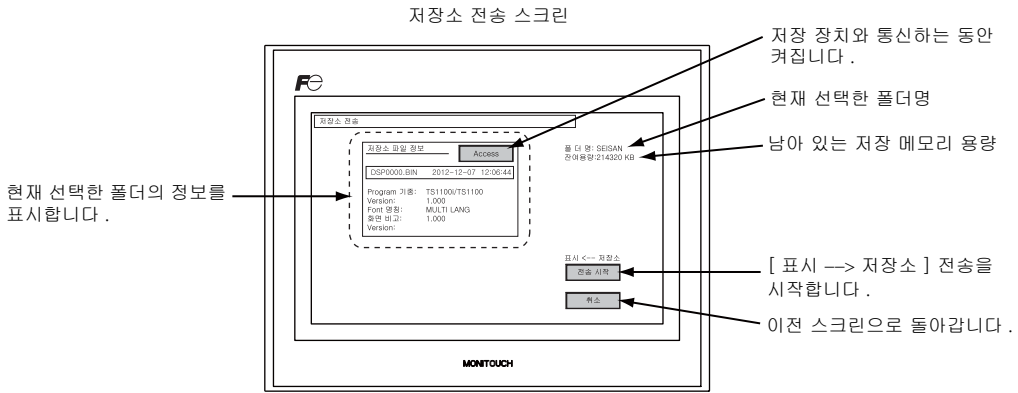 저장소 전송 스크린
저장 장치와 통신하는 동안
켜집니다 .
Fe
현재 선택한 폴더명
저장소 전송
저장소 파일 정보
Access
폴 더 명: SEISAN
잔여용량:214320 KB
남아 있는 저장 메모리 용량
DSP0000.BIN 2012-12-07 12:06:44
현재 선택한 폴더의 정보를
표시합니다 .
Program 기종: TS1100i/TS1100
Version: 1.000
Font 명칭: MULTI LANG
화면 비고: 1.000
Version:
표시 <-- 저장소
전송 시작
[ 표시 --> 저장소 ] 전송을
시작합니다 .
취소
이전 스크린으로 돌아갑니다 .
MONITOUCH